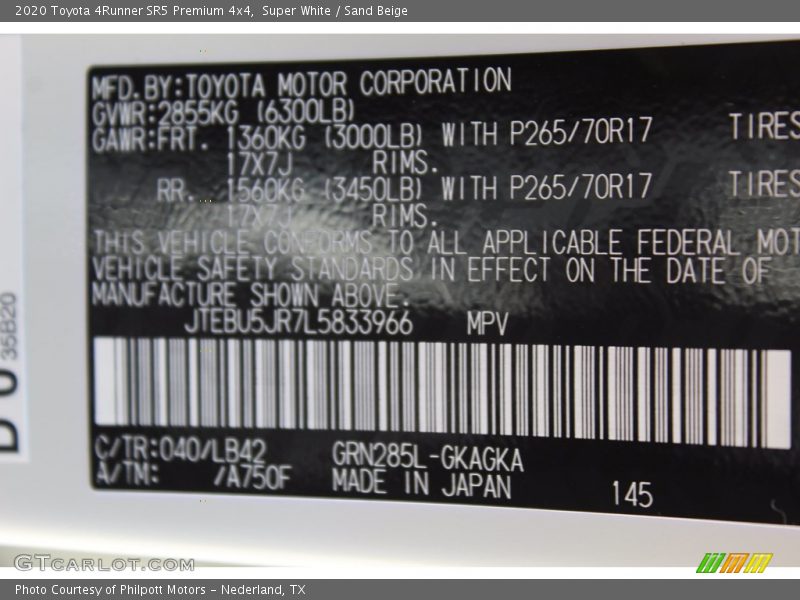 2020 Toyota 4Runner SR5 Premium 4x4, Super White / Sand Beige
MFD.BY:TOYOTA MOTOR CORPORATION
GVWR:2855KG (6300LB)
GAWR:FRT. 1360KG (3000LB) WITH P265/70R17 TIRES
17X7J RIMS.
RR. 1560KG (3450LB) WITH P265/70R17 TIRES
17X7J RIMS.
THIS VEHICLE CONFORMS TO ALL APPLICABLE FEDERAL MOT
VEHICLE SAFETY STANDARDS IN EFFECT ON THE DATE OF
MANUFACTURE SHOWN ABOVE.
JTEBU5JR7L5833966 MPV
C/TR:040/LB42 GRN285L-GKAGKA
A/TM: /A750F MADE IN JAPAN
145
35B20
GTCARLOT.COM
Photo Courtesy of Philpott Motors - Nederland, TX